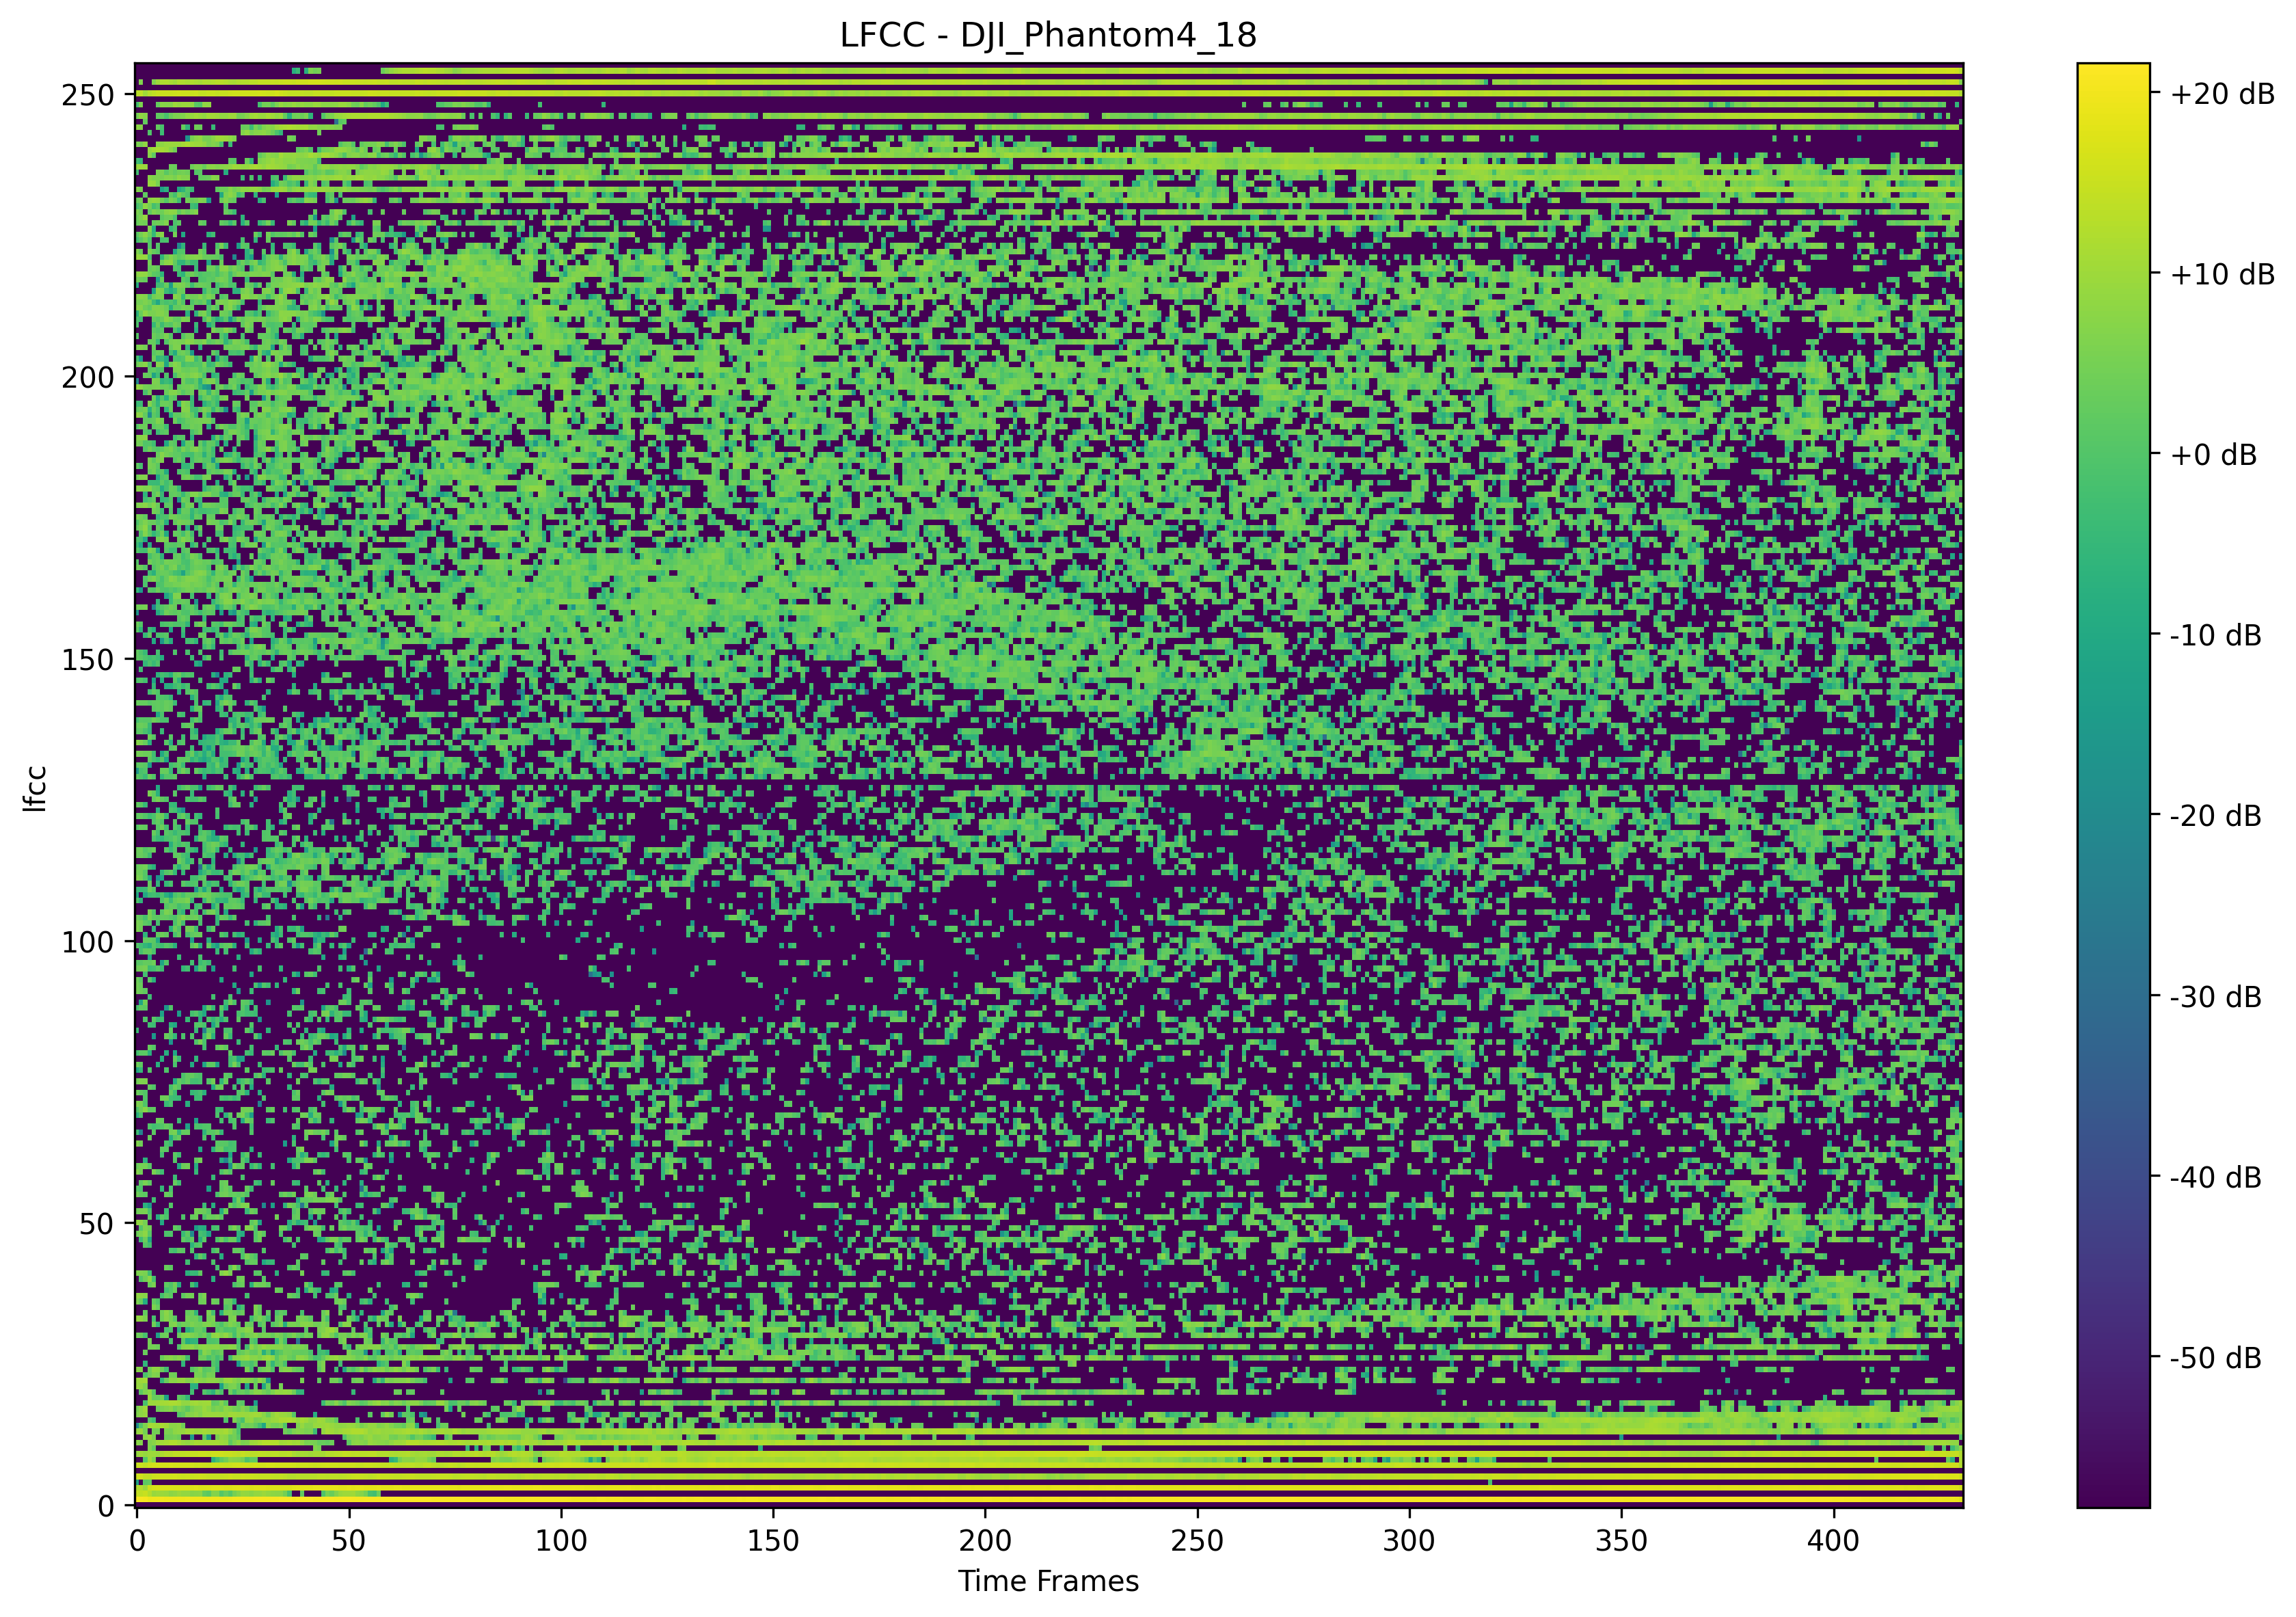 LFCC - DJI_Phantom4_18
250
200
150
100
50
0
lfcc
0 50 100 150 200 250 300 350 400
Time Frames
+20 dB
+10 dB
+0 dB
-10 dB
-20 dB
-30 dB
-40 dB
-50 dB